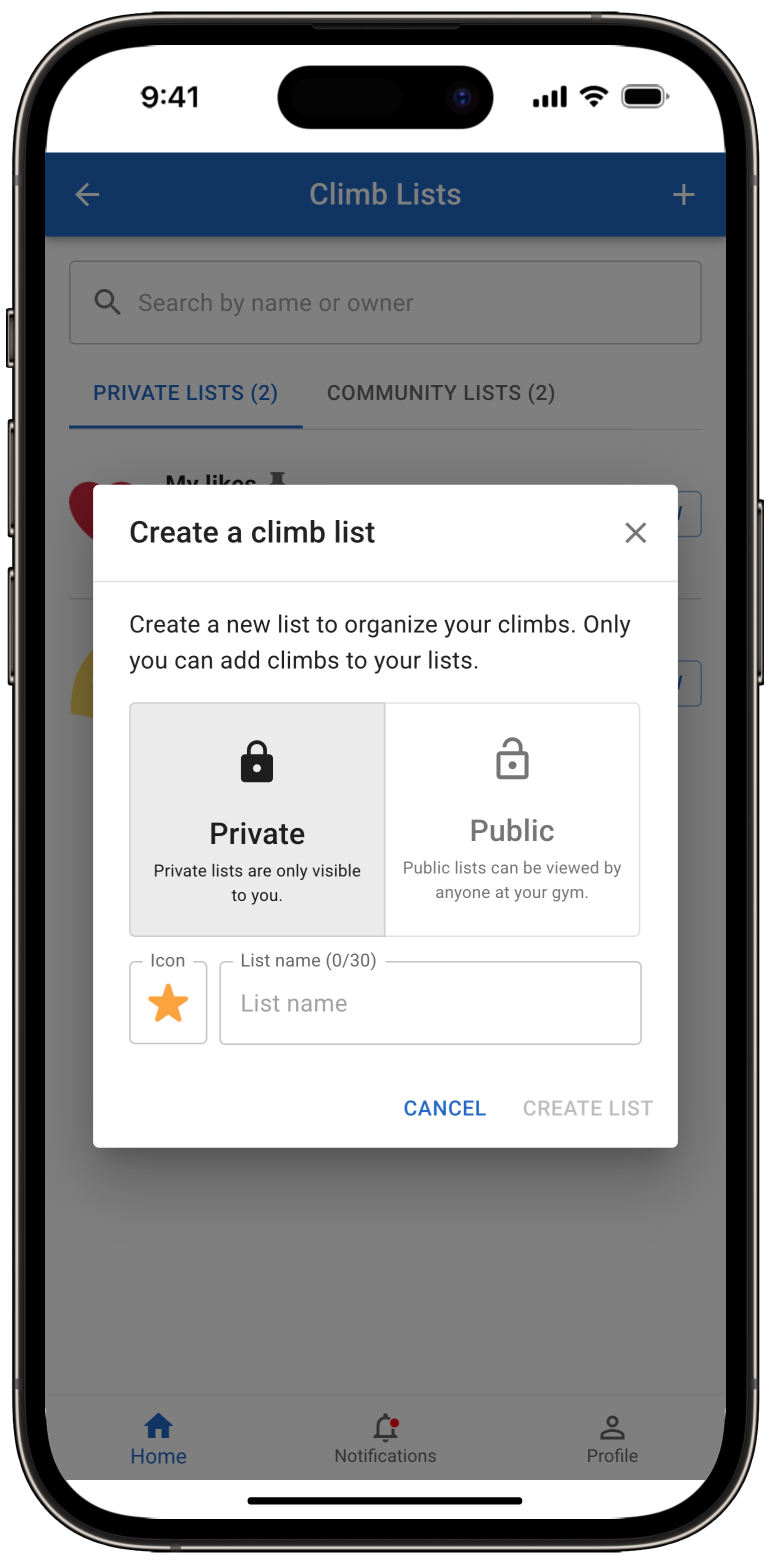 9:41
Climb Lists
Search by name or owner
PRIVATE LISTS (2)
COMMUNITY LISTS (2)
My likes
Create a climb list
Create a new list to organize your climbs. Only
you can add climbs to your lists.
Private
Private lists are only visible
to you.
Public
Public lists can be viewed by
anyone at your gym.
Icon
List name (0/30)
List name
CANCEL
CREATE LIST
Home
Notifications
Profile